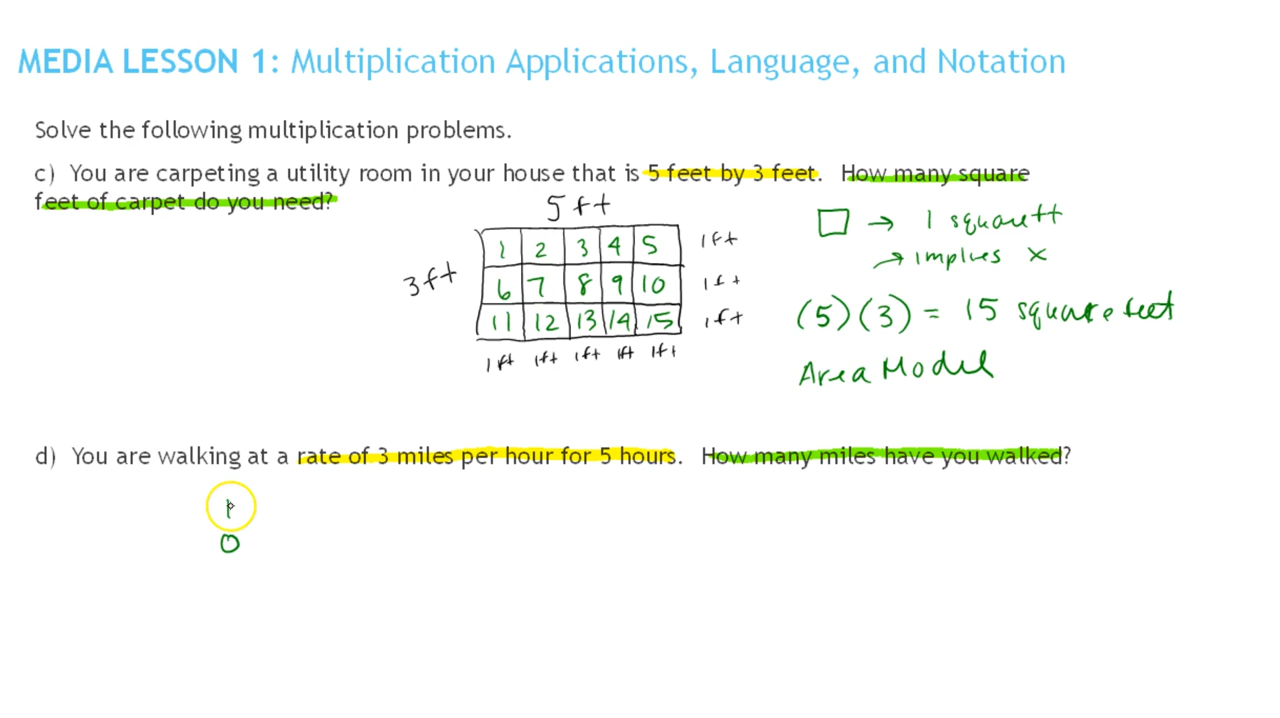 MEDIA LESSON 1: Multiplication Applications, Language, and Notation
Solve the following multiplication problems.
c) You are carpeting a utility room in your house that is 5 feet by 3 feet. How many square
feet of carpet do you need?
5 ft
3 ft
1 2 3 4 5 1 ft
6 7 8 9 10 1 ft
11 12 13 14 15 1 ft
1 ft 1 ft 1 ft 1 ft 1 ft
→ 1 square ft
→ implies ×
(5)(3) = 15 square feet
Area Model
d) You are walking at a rate of 3 miles per hour for 5 hours. How many miles have you walked?
0